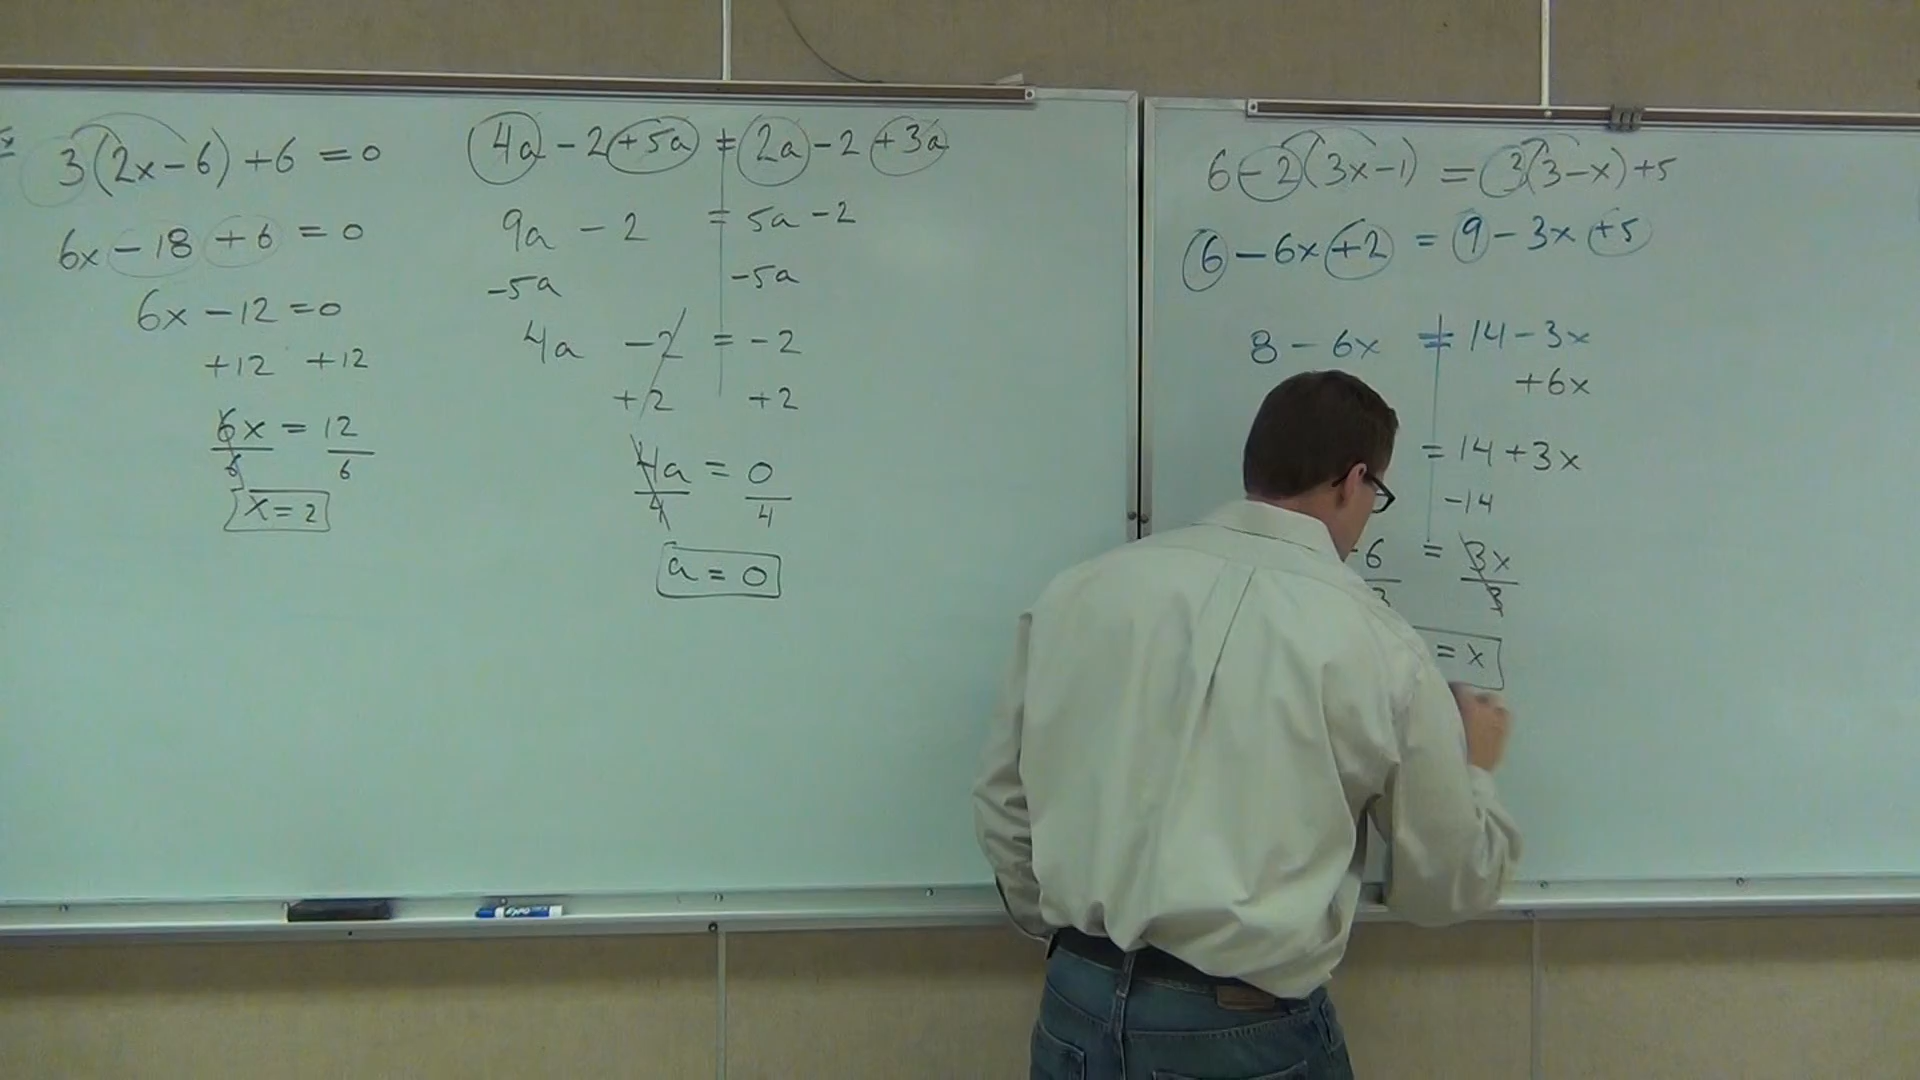 3(2x-6)+6=0
6x-18+6=0
6x-12=0
+12 +12
6x=12
6 6
x=2
4a-2+5a=2a-2+3a
9a-2=5a-2
-5a -5a
4a-2=-2
+2 +2
4a=0
4 4
a=0
6-2(3x-1)=3(3-x)+5
6-6x+2=9-3x+5
8-6x=14-3x
+6x
=14+3x
-14
-6=3x
3 3
=x